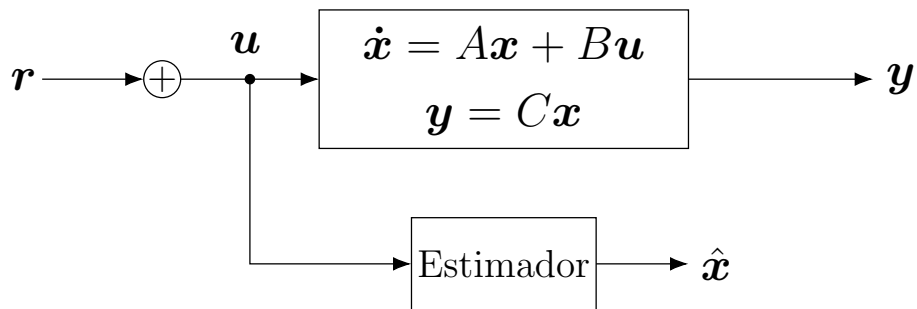 u
r
+
ẋ = Ax + Bu
y = Cx
y
Estimador
x̂